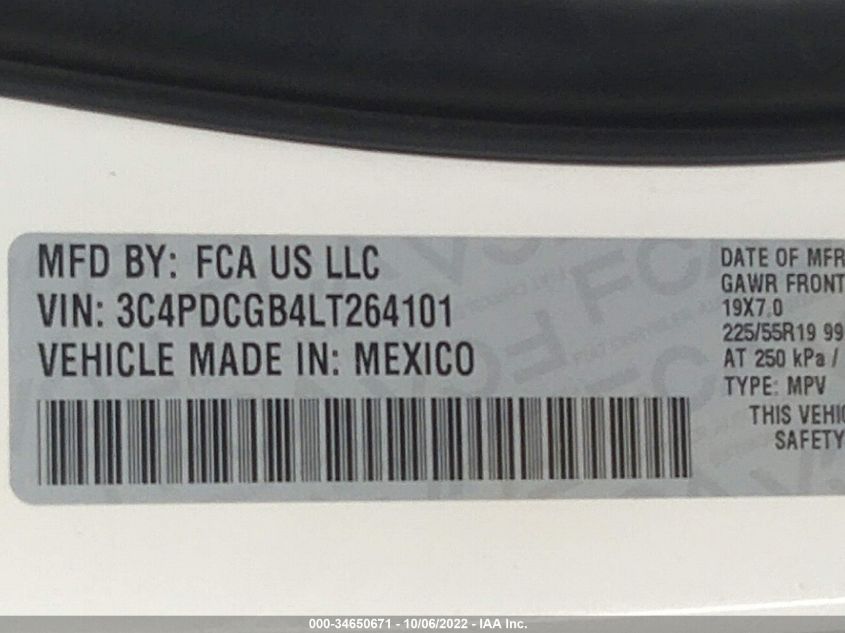 MFD BY: FCA US LLC
VIN: 3C4PDCGB4LT264101
VEHICLE MADE IN: MEXICO
DATE OF MFR
GAWR FRONT
19X7.0
225/55R19 99
AT 250 kPa /
TYPE: MPV
THIS VEHIC
SAFETY
000-34650671 - 10/06/2022 - IAA Inc.